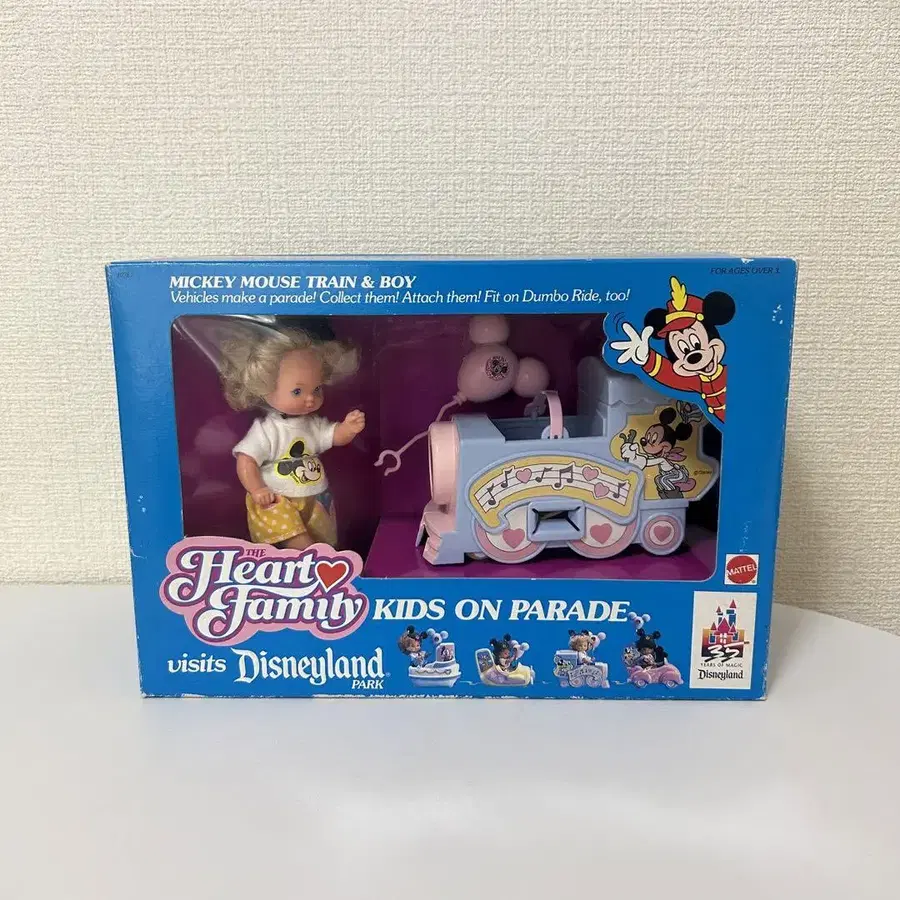 MICKEY MOUSE TRAIN & BOY
FOR AGES OVER 3
Vehicles make a parade! Collect them! Attach them! Fit on Dumbo Ride, too!
© Disney
THE
Heart Family
KIDS ON PARADE
visits Disneyland
PARK
MATTEL
35
YEARS OF MAGIC
Disneyland